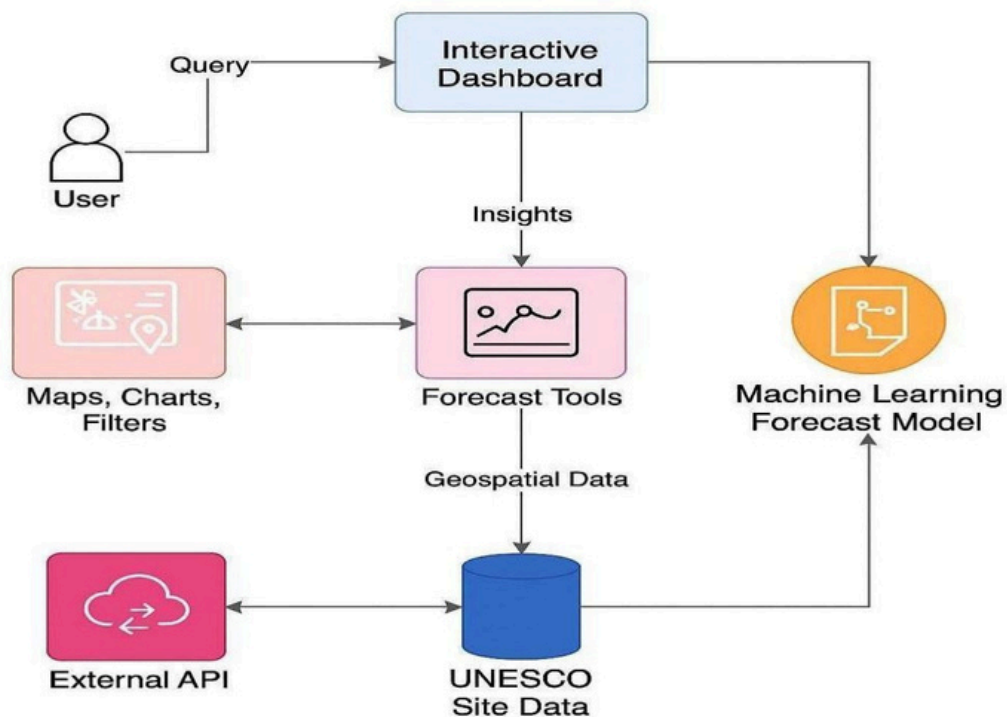 Query
Interactive
Dashboard
User
Insights
Maps, Charts,
Filters
Forecast Tools
Machine Learning
Forecast Model
Geospatial Data
External API
UNESCO
Site Data